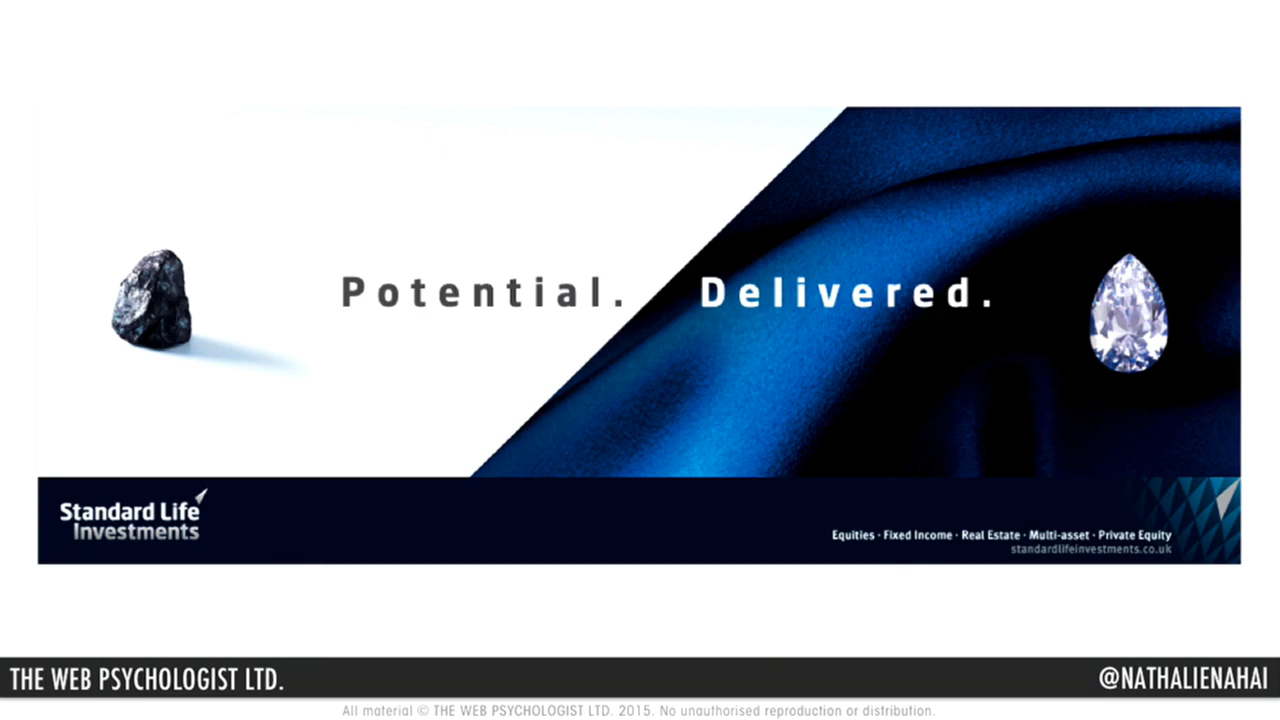 Potential. Delivered.
Standard Life
Investments
Equities · Fixed Income · Real Estate · Multi-asset · Private Equity
standardlifeinvestments.co.uk
THE WEB PSYCHOLOGIST LTD. @NATHALIENAHAI
All material © THE WEB PSYCHOLOGIST LTD. 2015. No unauthorised reproduction or distribution.